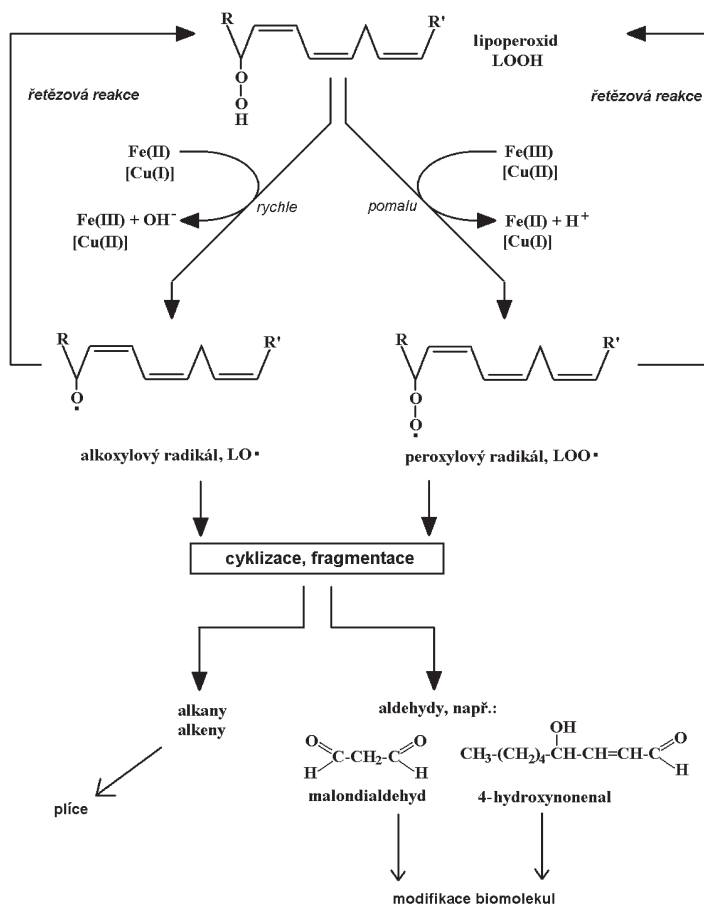 R
R'
lipoperoxid
LOOH
O
O
H
řetězová reakce
řetězová reakce
Fe(II)
[Cu(I)]
Fe(III)
[Cu(II)]
rychle
pomalu
Fe(III) + OH⁻
[Cu(II)]
Fe(II) + H⁺
[Cu(I)]
R
R'
O
•
R
R'
O
O
•
alkoxylový radikál, LO•
peroxylový radikál, LOO•
cyklizace, fragmentace
alkany
alkeny
aldehydy, např.:
O O
C-CH₂-C
H H
malondialdehyd
OH
O
CH₃-(CH₂)₄-CH-CH=CH-C
H
4-hydroxynonenal
plíce
modifikace biomolekul